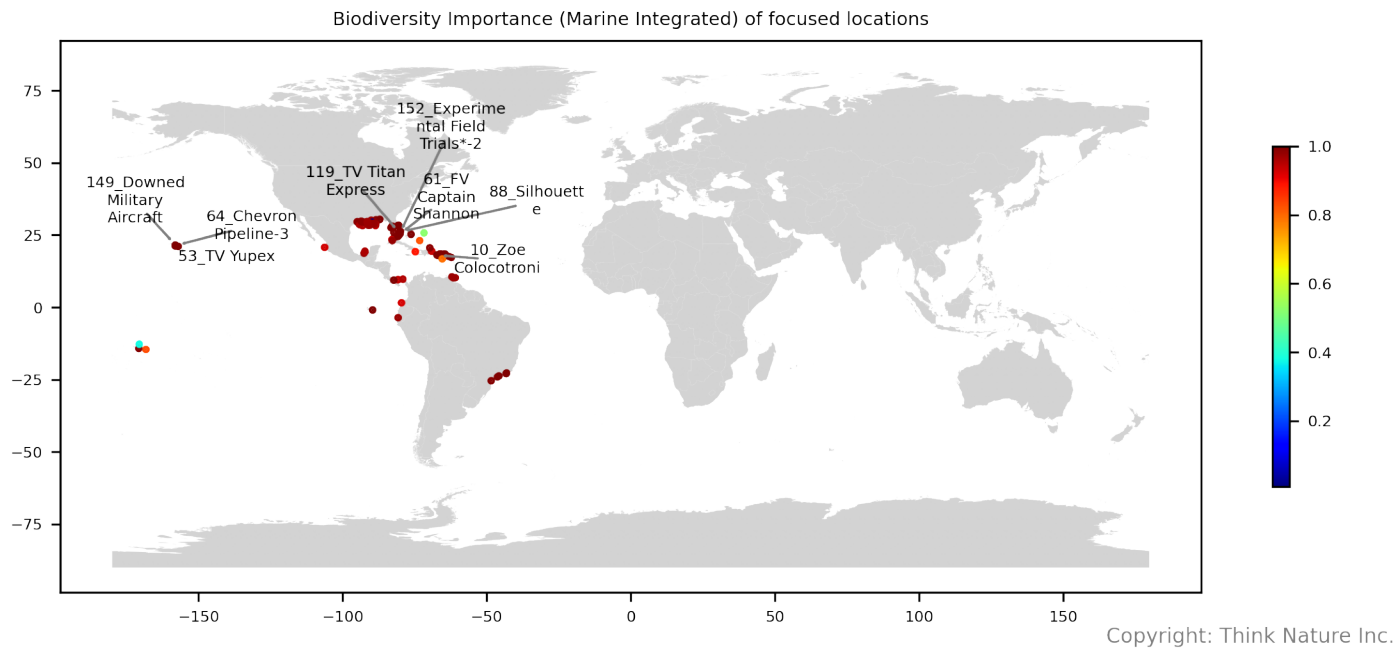 Biodiversity Importance (Marine Integrated) of focused locations
75
50
25
0
−25
−50
−75
152_Experime
ntal Field
Trials*-2
119_TV Titan
Express
61_FV
Captain
Shannon
88_Silhouett
e
149_Downed
Military
Aircraft
64_Chevron
Pipeline-3
53_TV Yupex
10_Zoe
Colocotroni
−150
−100
−50
0
50
100
150
1.0
0.8
0.6
0.4
0.2
Copyright: Think Nature Inc.